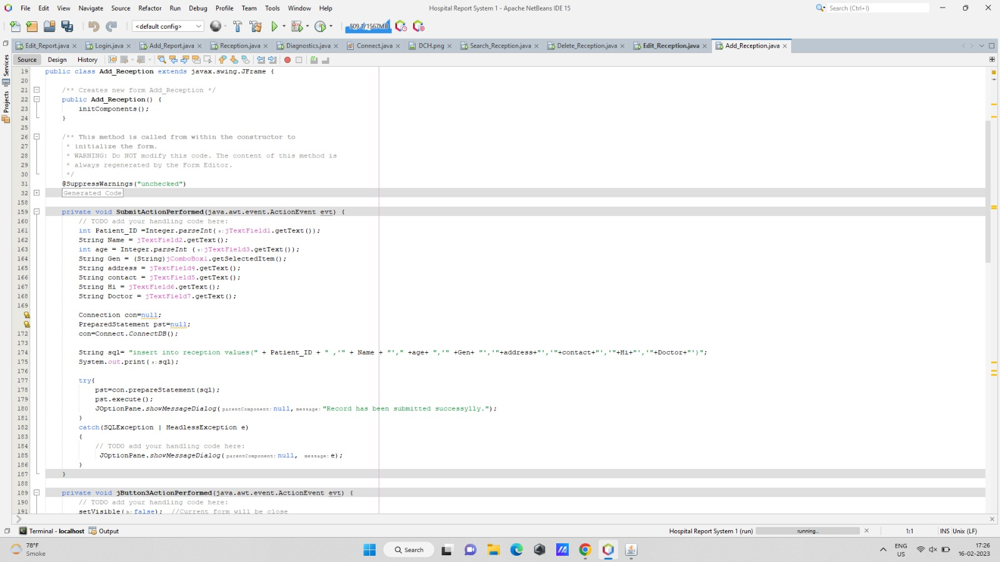 File Edit View Navigate Source Refactor Run Debug Profile Team Tools Window Help Hospital Report System 1 - Apache NetBeans IDE 15 Search (Ctrl+I)
<default config> 509.1/1567MB
Edit_Report.java Login.java Add_Report.java Reception.java Diagnostics.java Connect.java DCH.png Search_Reception.java Delete_Reception.java Edit_Reception.java Add_Reception.java
Source Design History
Services
Projects
19 public class Add_Reception extends javax.swing.JFrame {
20
21 /** Creates new form Add_Reception */
22 public Add_Reception() {
23 initComponents();
24 }
25
26 /** This method is called from within the constructor to
27 * initialize the form.
28 * WARNING: Do NOT modify this code. The content of this method is
29 * always regenerated by the Form Editor.
30 */
31 @SuppressWarnings("unchecked")
32 Generated Code
158
159 private void SubmitActionPerformed(java.awt.event.ActionEvent evt) {
160 // TODO add your handling code here:
161 int Patient_ID =Integer.parseInt(s:jTextField1.getText());
162 String Name = jTextField2.getText();
163 int age = Integer.parseInt (s:jTextField3.getText());
164 String Gen = (String)jComboBox1.getSelectedItem();
165 String address = jTextField4.getText();
166 String contact = jTextField5.getText();
167 String Hi = jTextField6.getText();
168 String Doctor = jTextField7.getText();
169
Connection con=null;
PreparedStatement pst=null;
172 con=Connect.ConnectDB();
173
174 String sql= "insert into reception values(" + Patient_ID + " ,'" + Name + "'," +age+ ",'" +Gen+ "','"+address+"','"+contact+"','"+Hi+"','"+Doctor+"')";
175 System.out.print(s:sql);
176
177 try{
178 pst=con.prepareStatement(sql);
179 pst.execute();
180 JOptionPane.showMessageDialog(parentComponent:null,message:"Record has been submitted successylly.");
181 }
182 catch(SQLException | HeadlessException e)
183 {
184 // TODO add your handling code here:
185 JOptionPane.showMessageDialog(parentComponent:null, message:e);
186 }
187 }
188
189 private void jButton3ActionPerformed(java.awt.event.ActionEvent evt) {
190 // TODO add your handling code here:
191 setVisible(b:false); //Current form will be close
Terminal - localhost Output Hospital Report System 1 (run) running... 1:1 INS Unix (LF)
78°F
Smoke
Search
ENG
US
17:26
16-02-2023